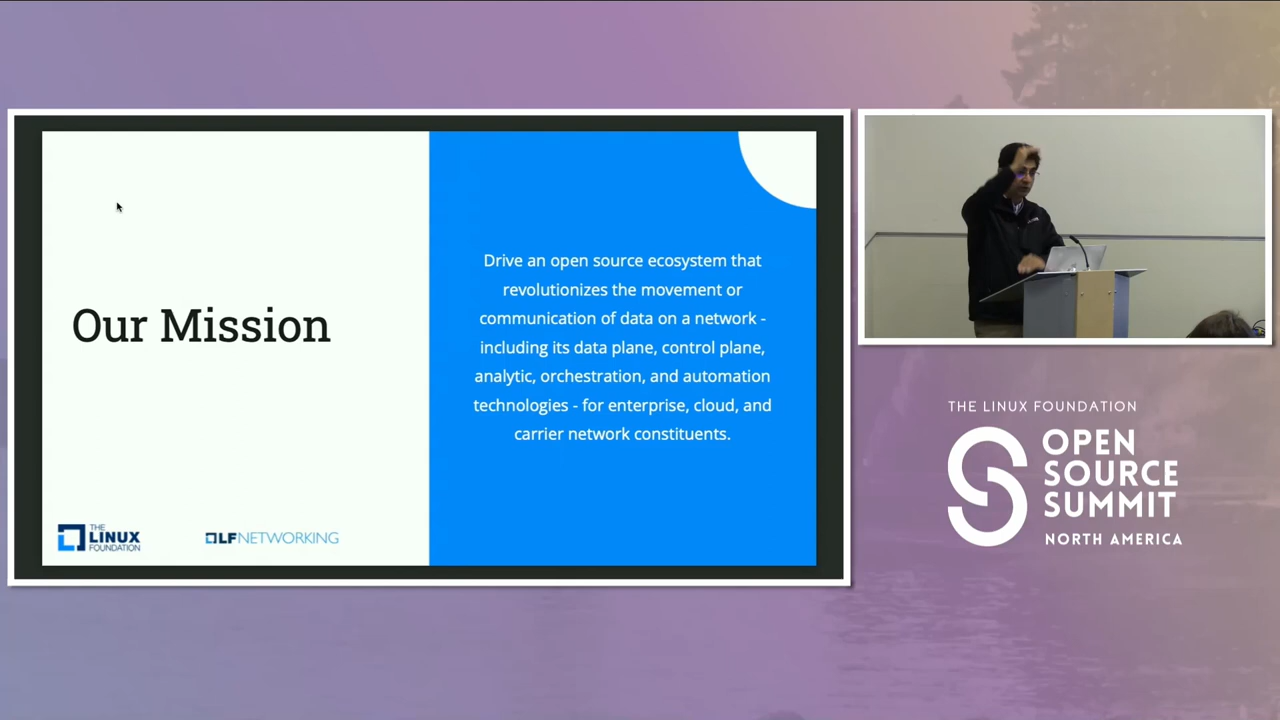 Our Mission
Drive an open source ecosystem that
revolutionizes the movement or
communication of data on a network -
including its data plane, control plane,
analytic, orchestration, and automation
technologies - for enterprise, cloud, and
carrier network constituents.
THE
LINUX
FOUNDATION
LFNETWORKING
THE LINUX FOUNDATION
OPEN
SOURCE
SUMMIT
NORTH AMERICA